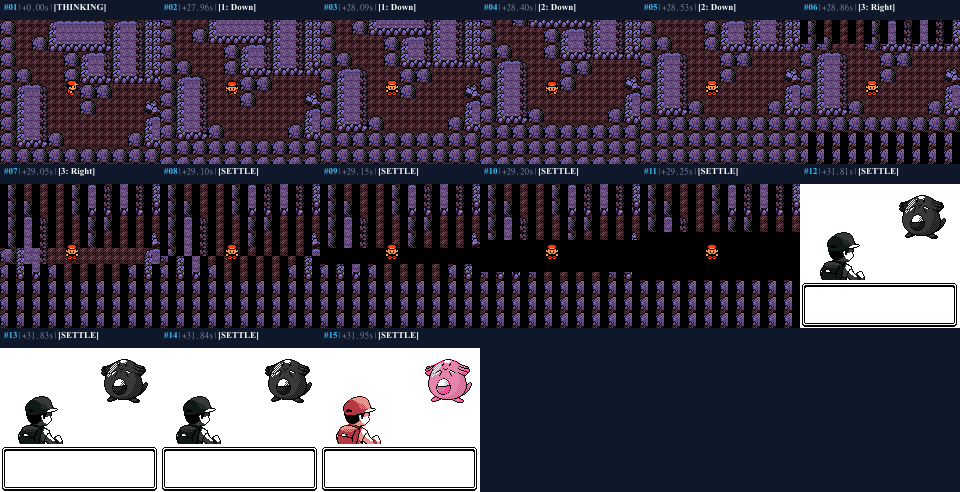 #01|+0.00s|[THINKING]
#02|+27.96s|[1: Down]
#03|+28.09s|[1: Down]
#04|+28.40s|[2: Down]
#05|+28.53s|[2: Down]
#06|+28.86s|[3: Right]
#07|+29.05s|[3: Right]
#08|+29.10s|[SETTLE]
#09|+29.15s|[SETTLE]
#10|+29.20s|[SETTLE]
#11|+29.25s|[SETTLE]
#12|+31.81s|[SETTLE]
#13|+31.83s|[SETTLE]
#14|+31.84s|[SETTLE]
#15|+31.95s|[SETTLE]